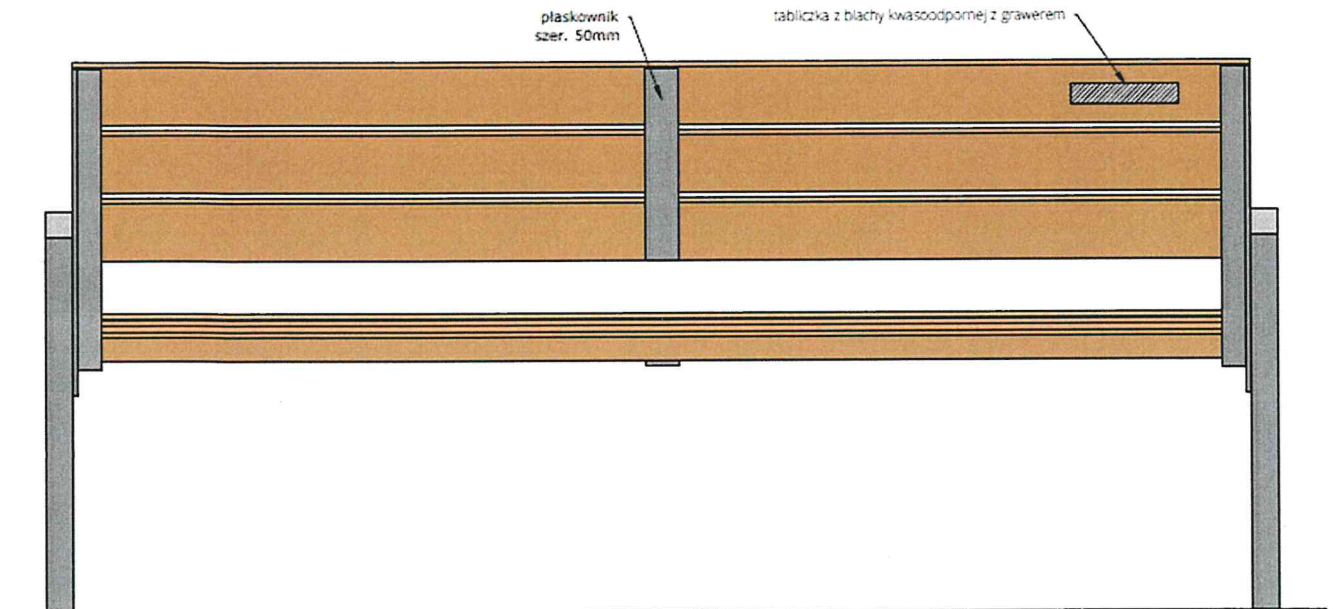 płaskownik
szer. 50mm
tabliczka z blachy kwasoodpornej z grawerem